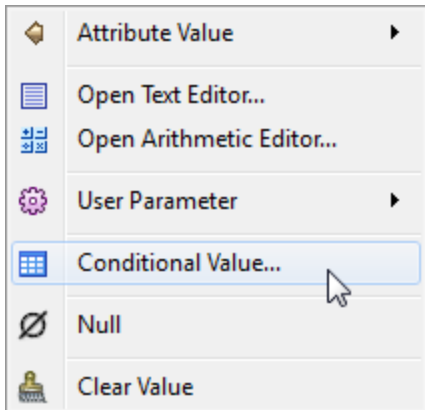 Attribute Value
Open Text Editor...
Open Arithmetic Editor...
User Parameter
Conditional Value...
Null
Clear Value